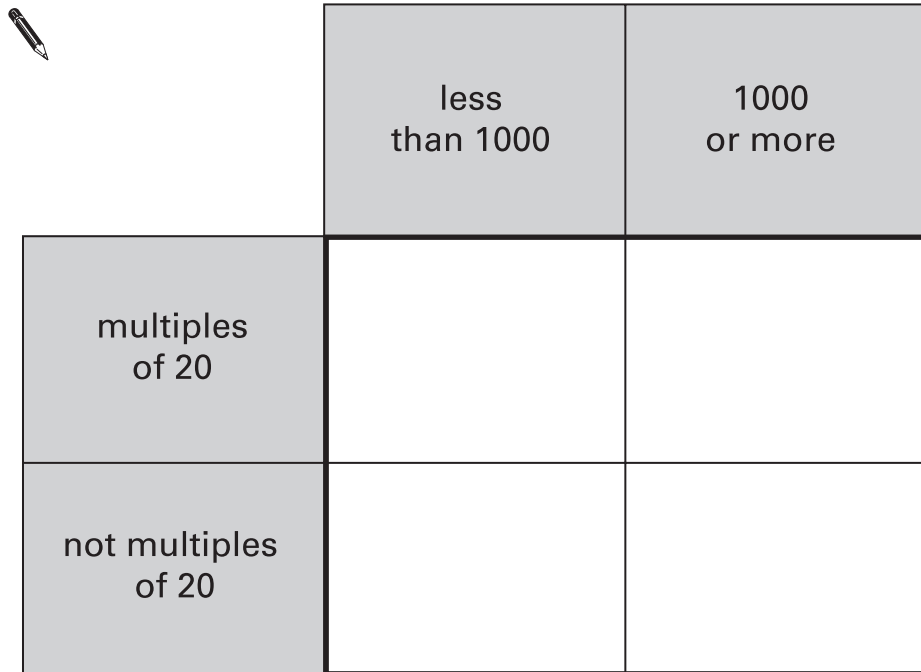 less
than 1000
1000
or more
multiples
of 20
not multiples
of 20